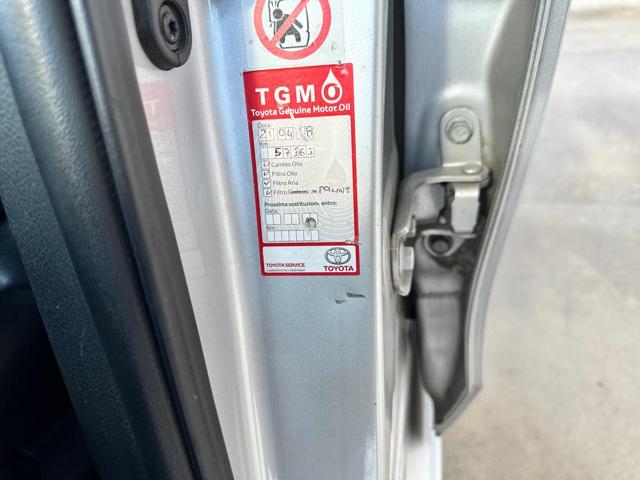 TGMO
Toyota Genuine Motor Oil
Data
21 04 18
Km
Cambio Olio
Filtro Olio
Filtro Aria
Filtro POLLINE
Prossima sostituzione entro:
Data
Km
TOYOTA SERVICE
TOYOTA